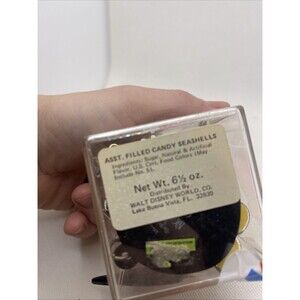 ASST. FILLED CANDY SEASHELLS
Ingredients: Sugar, Natural & Artificial
Flavor, U.S. Cert. Food Colors (May
Include No. 5).
Net Wt. 6½ oz.
Distributed By
WALT DISNEY WORLD, CO.
Lake Buena Vista, FL. 32830